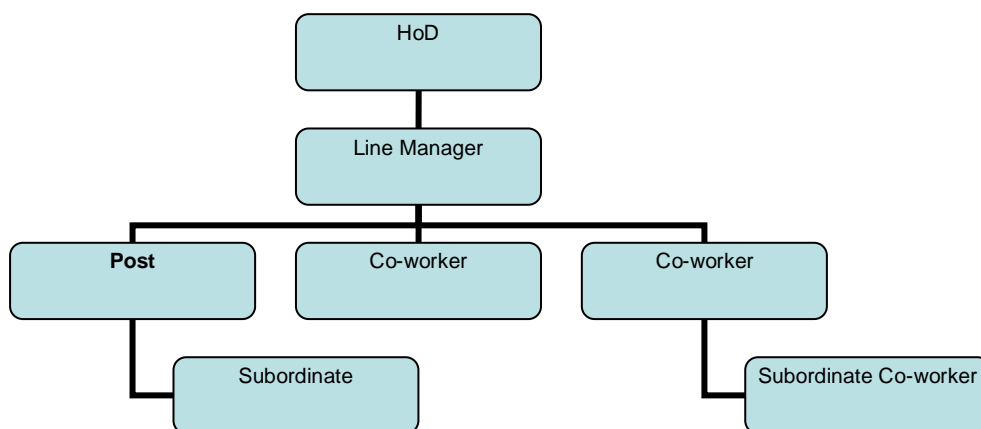 HoD
Line Manager
Post
Co-worker
Co-worker
Subordinate
Subordinate Co-worker